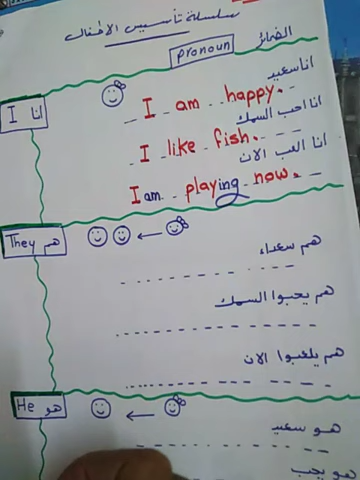 سلسلة تأسيس الأطفال
الضمائر
pronoun
انا سعيد
I انا
I am happy.
انا احب السمك
I like fish.
انا العب الان
I am playing now.
They هم
هم سعداء
هم يحبوا السمك
هم يلعبوا الان
He هو
هو سعيد
هو يحب